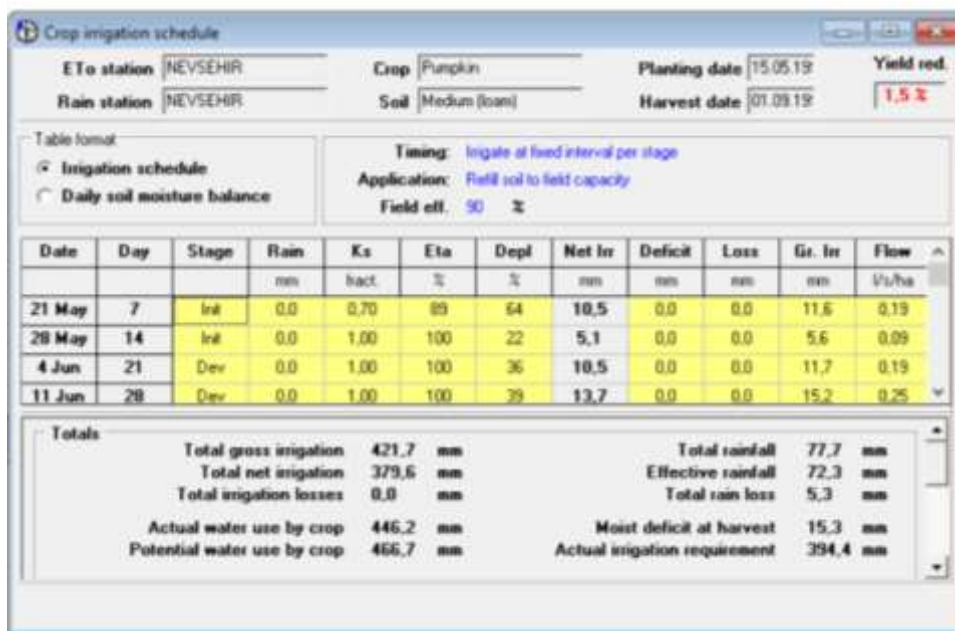 Crop irrigation schedule
ETo station NEVSEHIR Crop Pumpkin Planting date 15.05.19 Yield red.
Rain station NEVSEHIR Soil Medium (loam) Harvest date 01.09.19 1,5 %
Table format
Irrigation schedule
Daily soil moisture balance
Timing: Irrigate at fixed interval per stage
Application: Refill soil to field capacity
Field eff. 90 %
Date Day Stage Rain Ks Eta Depl Net Irr Deficit Loss Gr. Irr Flow
mm fract. % % mm mm mm mm l/s/ha
21 May 7 Init 0,0 0,70 89 64 10,5 0,0 0,0 11,6 0,19
28 May 14 Init 0,0 1,00 100 22 5,1 0,0 0,0 5,6 0,09
4 Jun 21 Dev 0,0 1,00 100 36 10,5 0,0 0,0 11,7 0,19
11 Jun 28 Dev 0,0 1,00 100 39 13,7 0,0 0,0 15,2 0,25
Totals
Total gross irrigation 421,7 mm Total rainfall 77,7 mm
Total net irrigation 379,6 mm Effective rainfall 72,3 mm
Total irrigation losses 0,0 mm Total rain loss 5,3 mm
Actual water use by crop 446,2 mm Moist deficit at harvest 15,3 mm
Potential water use by crop 466,7 mm Actual irrigation requirement 394,4 mm